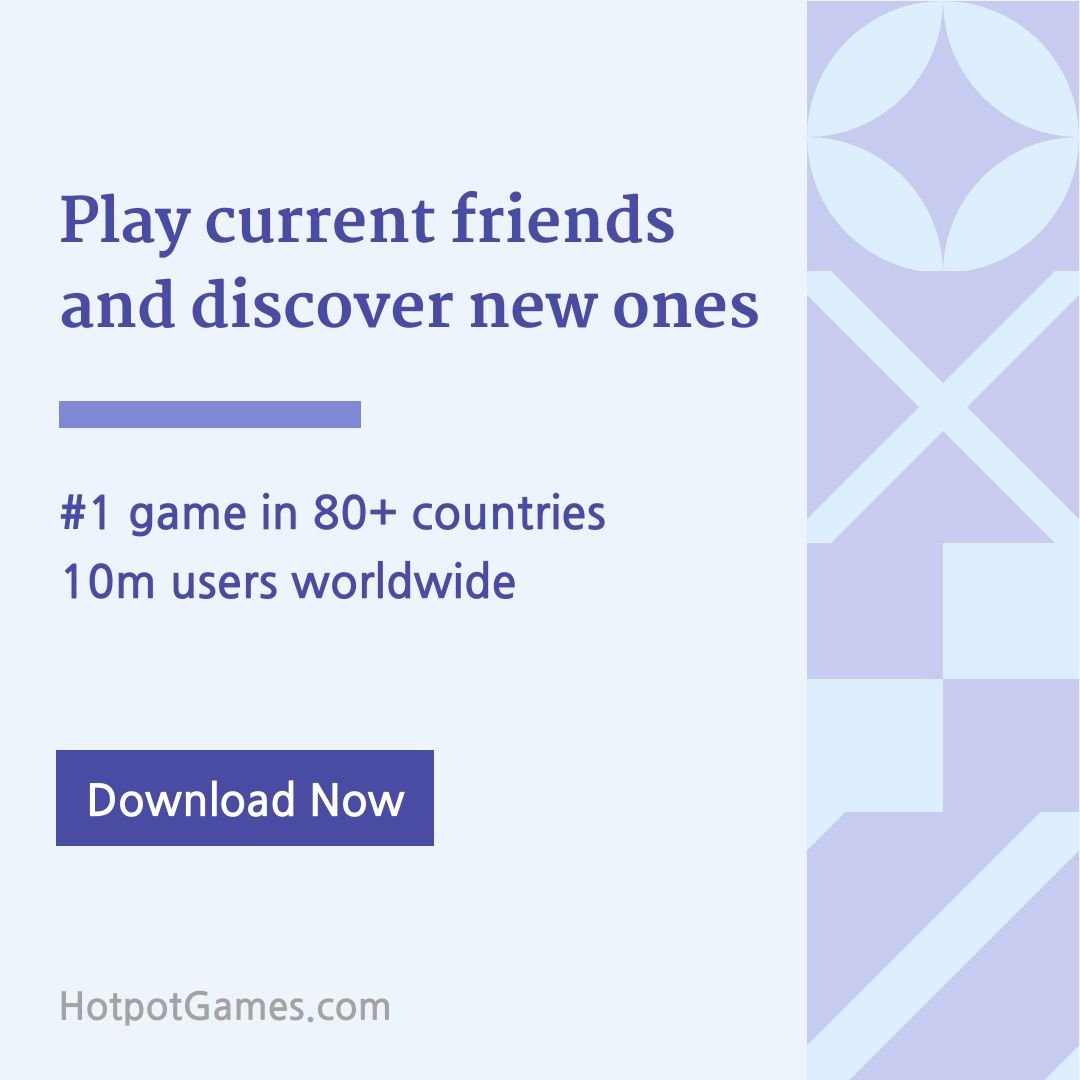 Play current friends
and discover new ones
#1 game in 80+ countries
10m users worldwide
Download Now
HotpotGames.com